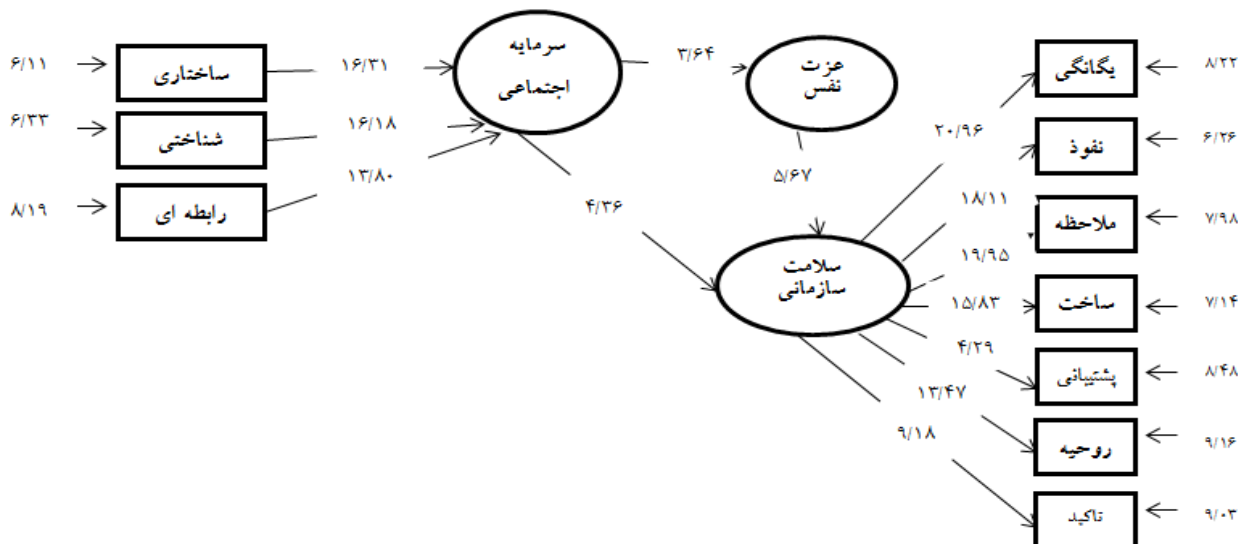 سرمایه
اجتماعی
۳/۶۴
عزت
نفس
۶/۱۱
ساختاری
۱۶/۳۱
۶/۳۳
شناختی
۱۶/۱۸
۸/۱۹
رابطه ای
۱۳/۸۰
۴/۳۶
۵/۶۷
سلامت
سازمانی
۲۰/۹۶
یگانگی
۸/۲۲
نفوذ
۶/۲۶
۱۸/۱۱
ملاحظه
۷/۹۸
۱۹/۹۵
۱۵/۸۳
ساخت
۷/۱۴
۴/۲۹
پشتیبانی
۸/۴۸
۱۳/۴۷
روحیه
۹/۱۶
۹/۱۸
تاکید
۹/۰۳